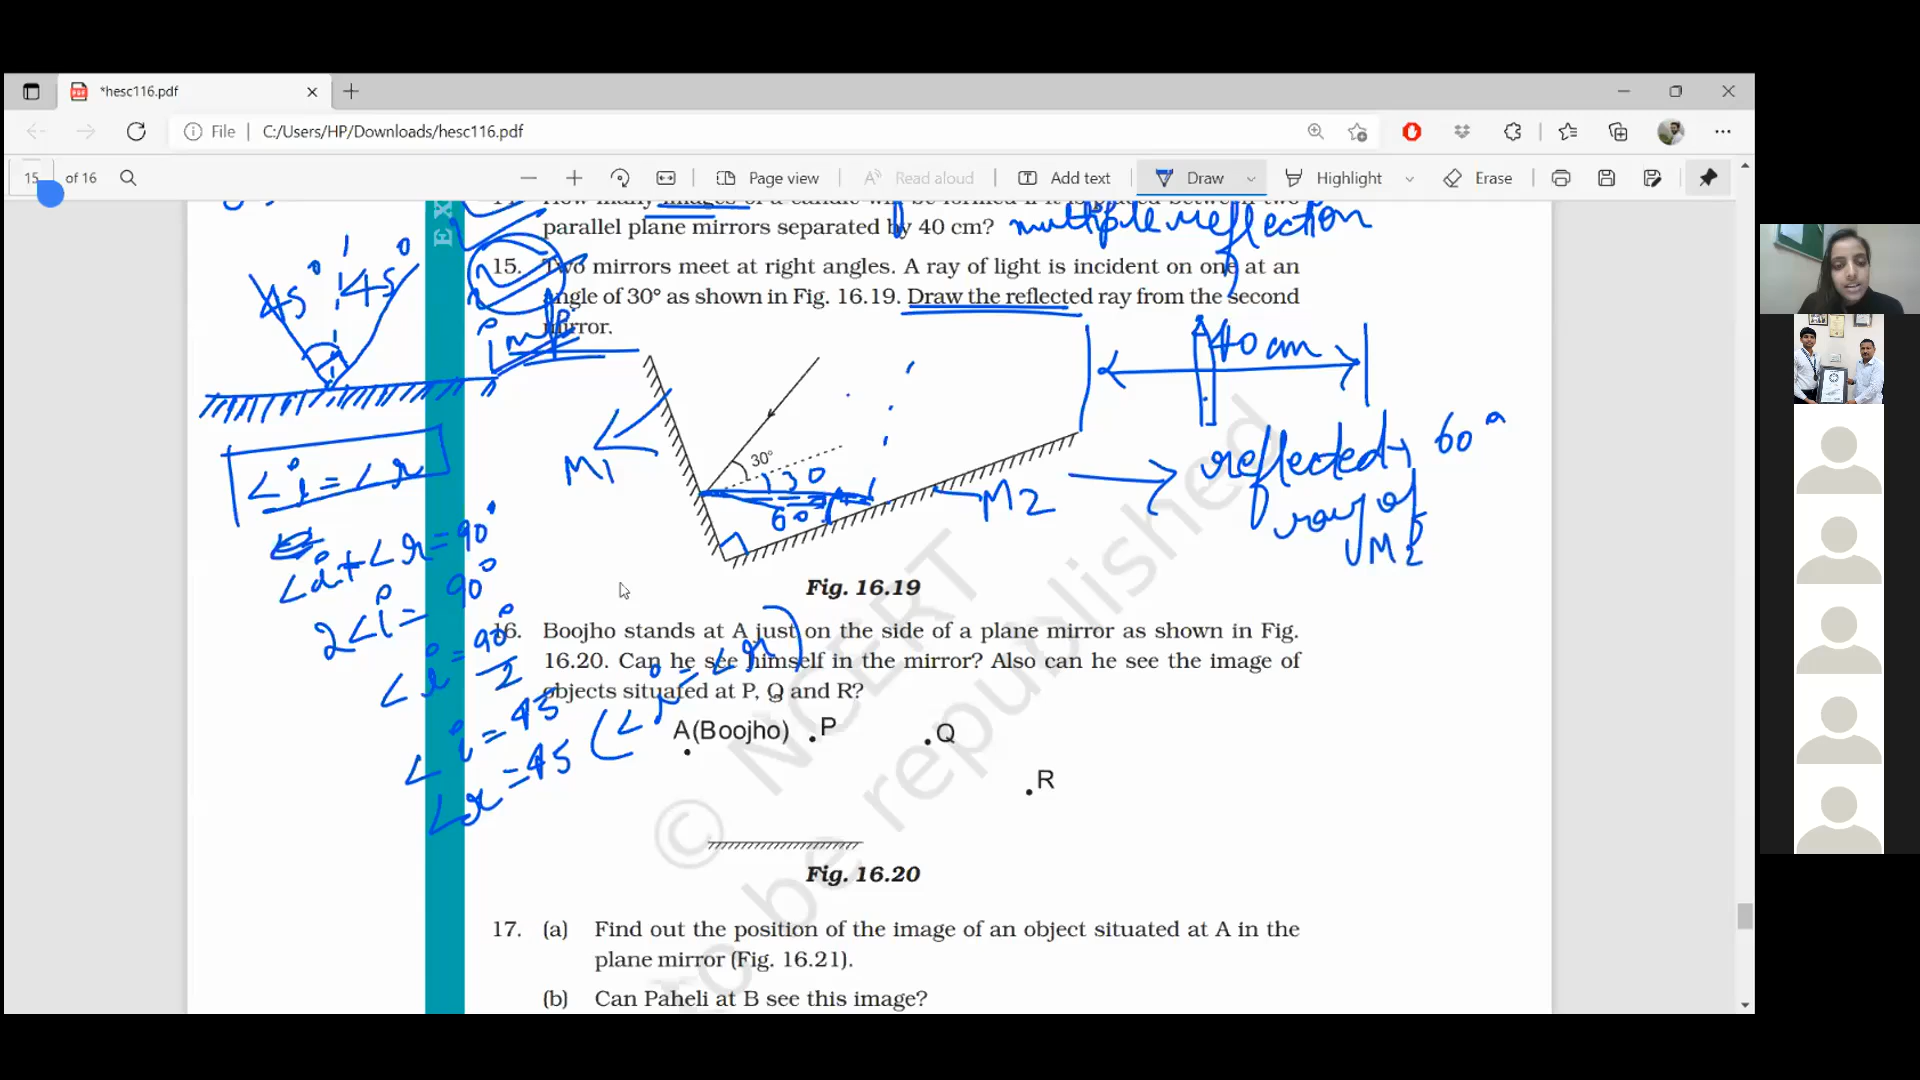 *hesc116.pdf
File C:/Users/HP/Downloads/hesc116.pdf
15 of 16 Page view Read aloud Add text Draw Highlight Erase
parallel plane mirrors separated by 40 cm? multiple reflection
15. Two mirrors meet at right angles. A ray of light is incident on one at an
angle of 30° as shown in Fig. 16.19. Draw the reflected ray from the second
mirror.
imp
45° 45°
40 cm
M1
30°
30
60°
M2
reflected 60°
ray of
M2
∠i = ∠r
∠i + ∠r = 90°
2∠i = 90°
∠i = 90°/2
∠i = 45 (∠i = ∠r)
∠r = 45
Fig. 16.19
16. Boojho stands at A just on the side of a plane mirror as shown in Fig.
16.20. Can he see himself in the mirror? Also can he see the image of
objects situated at P, Q and R?
A(Boojho) P Q
R
Fig. 16.20
17. (a) Find out the position of the image of an object situated at A in the
plane mirror (Fig. 16.21).
(b) Can Paheli at B see this image?
© NCERT
be republished